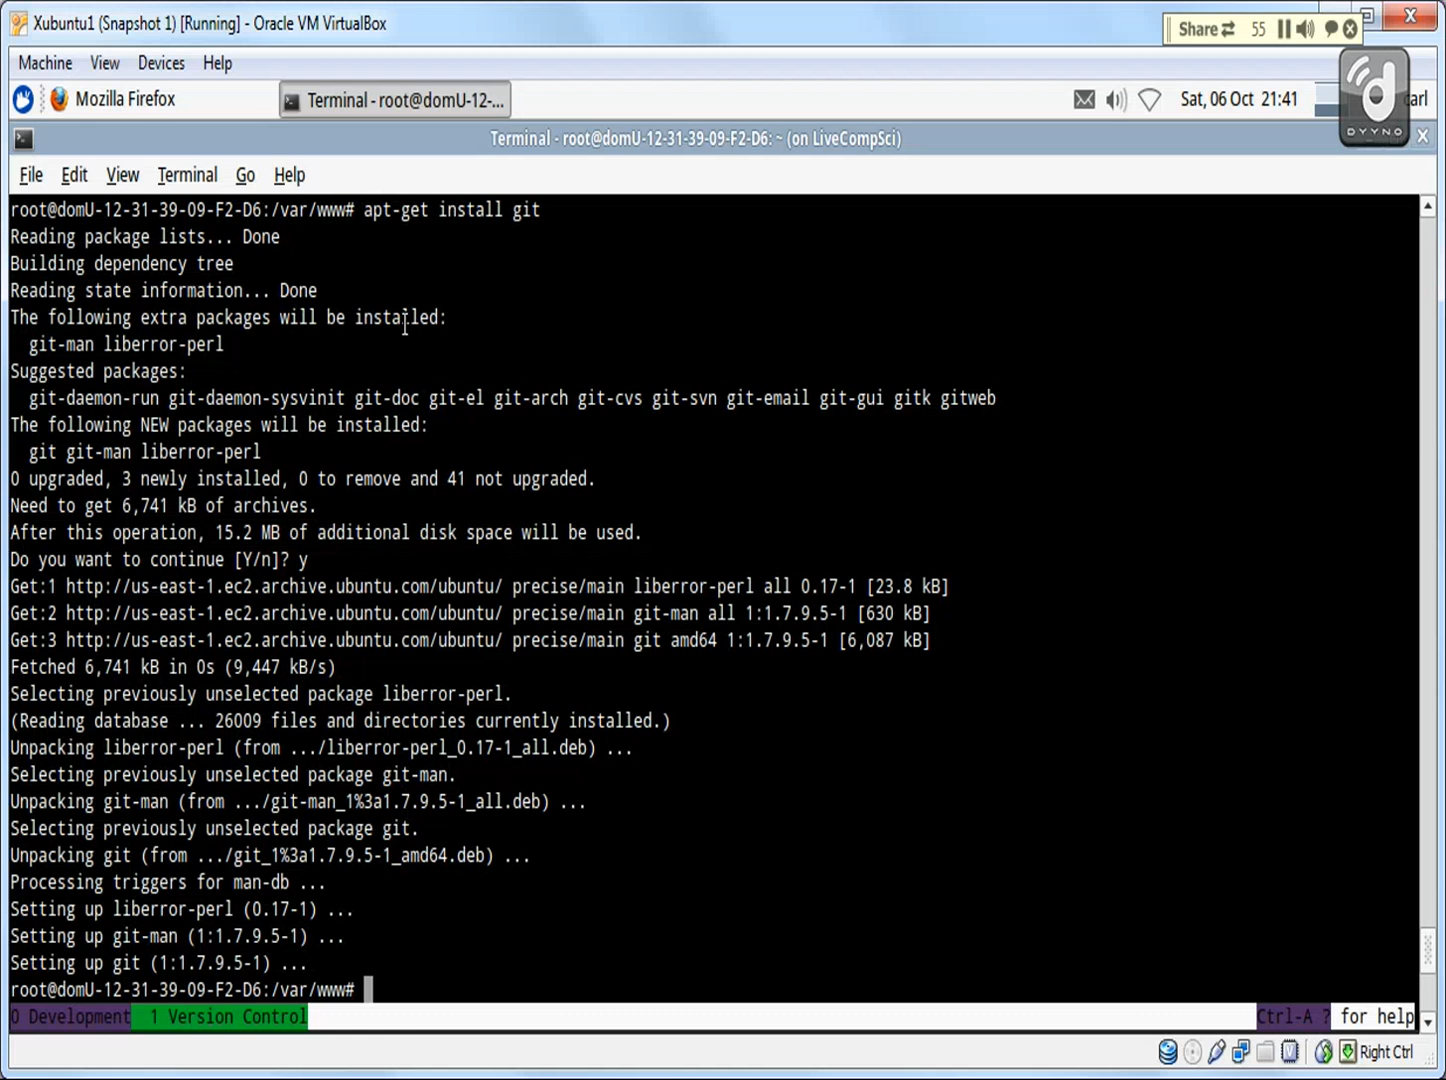 Xubuntu1 (Snapshot 1) [Running] - Oracle VM VirtualBox
Share 55
Machine View Devices Help
Mozilla Firefox Terminal - root@domU-12-... Sat, 06 Oct 21:41 carl
DYYNO
Terminal - root@domU-12-31-39-09-F2-D6: ~ (on LiveCompSci)
File Edit View Terminal Go Help
root@domU-12-31-39-09-F2-D6:/var/www# apt-get install git
Reading package lists... Done
Building dependency tree
Reading state information... Done
The following extra packages will be installed:
git-man liberror-perl
Suggested packages:
git-daemon-run git-daemon-sysvinit git-doc git-el git-arch git-cvs git-svn git-email git-gui gitk gitweb
The following NEW packages will be installed:
git git-man liberror-perl
0 upgraded, 3 newly installed, 0 to remove and 41 not upgraded.
Need to get 6,741 kB of archives.
After this operation, 15.2 MB of additional disk space will be used.
Do you want to continue [Y/n]? y
Get:1 http://us-east-1.ec2.archive.ubuntu.com/ubuntu/ precise/main liberror-perl all 0.17-1 [23.8 kB]
Get:2 http://us-east-1.ec2.archive.ubuntu.com/ubuntu/ precise/main git-man all 1:1.7.9.5-1 [630 kB]
Get:3 http://us-east-1.ec2.archive.ubuntu.com/ubuntu/ precise/main git amd64 1:1.7.9.5-1 [6,087 kB]
Fetched 6,741 kB in 0s (9,447 kB/s)
Selecting previously unselected package liberror-perl.
(Reading database ... 26009 files and directories currently installed.)
Unpacking liberror-perl (from .../liberror-perl_0.17-1_all.deb) ...
Selecting previously unselected package git-man.
Unpacking git-man (from .../git-man_1%3a1.7.9.5-1_all.deb) ...
Selecting previously unselected package git.
Unpacking git (from .../git_1%3a1.7.9.5-1_amd64.deb) ...
Processing triggers for man-db ...
Setting up liberror-perl (0.17-1) ...
Setting up git-man (1:1.7.9.5-1) ...
Setting up git (1:1.7.9.5-1) ...
root@domU-12-31-39-09-F2-D6:/var/www#
0 Development 1 Version Control Ctrl-A ? for help
Right Ctrl